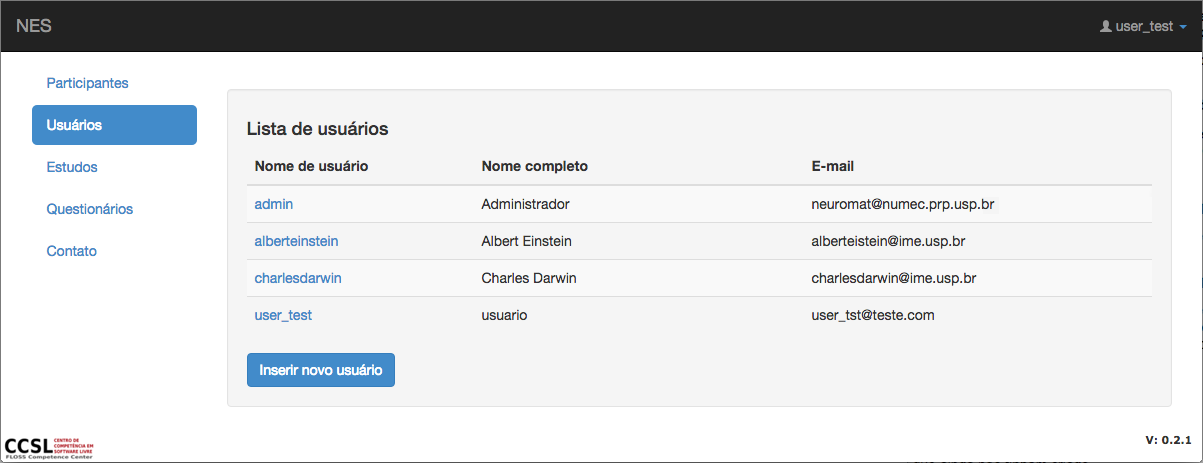 NES
user_test
Participantes
Usuários
Estudos
Questionários
Contato
Lista de usuários
Nome de usuário Nome completo E-mail
admin Administrador neuromat@numec.prp.usp.br
alberteinstein Albert Einstein alberteistein@ime.usp.br
charlesdarwin Charles Darwin charlesdarwin@ime.usp.br
user_test usuario user_tst@teste.com
Inserir novo usuário
CCSL
CENTRO DE
COMPETÊNCIA EM
SOFTWARE LIVRE
FLOSS Competence Center
V: 0.2.1